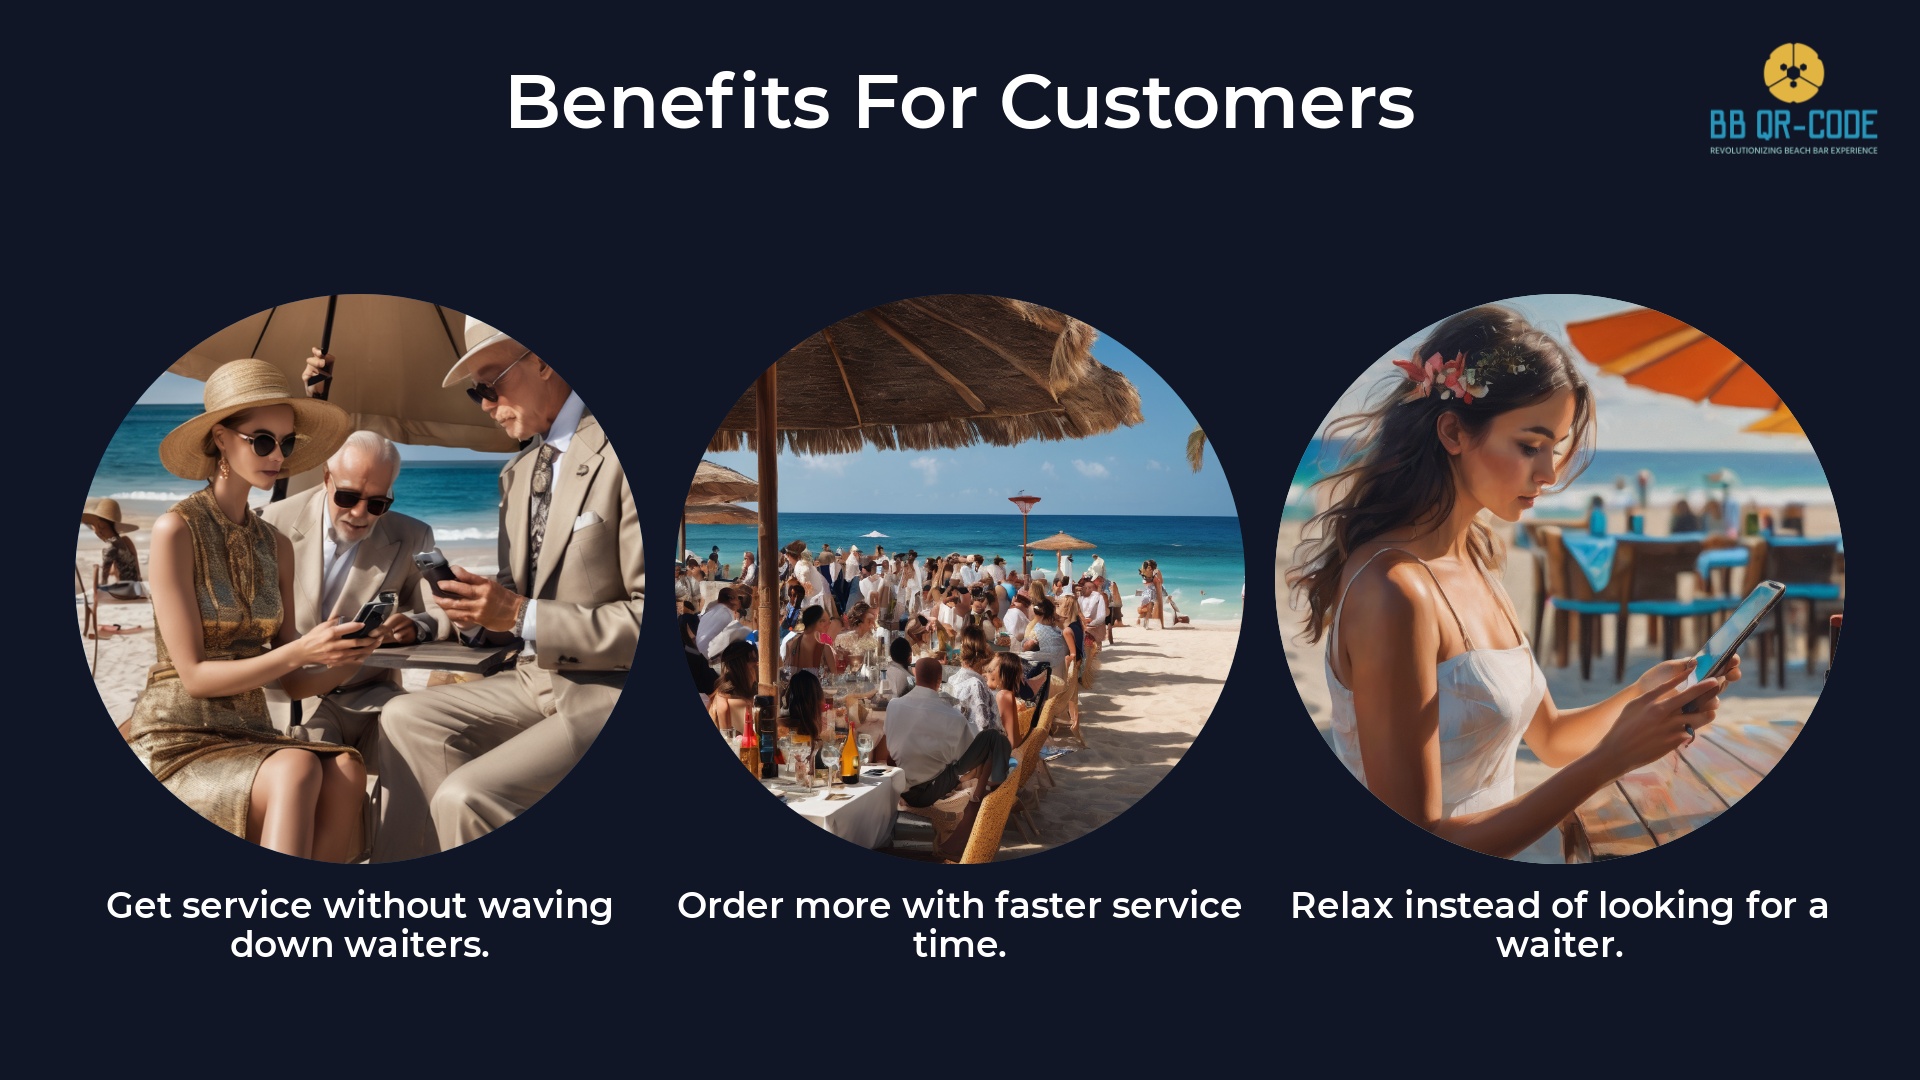 Benefits For Customers
BB QR-CODE
REVOLUTIONIZING BEACH BAR EXPERIENCE
Get service without waving
down waiters.
Order more with faster service
time.
Relax instead of looking for a
waiter.